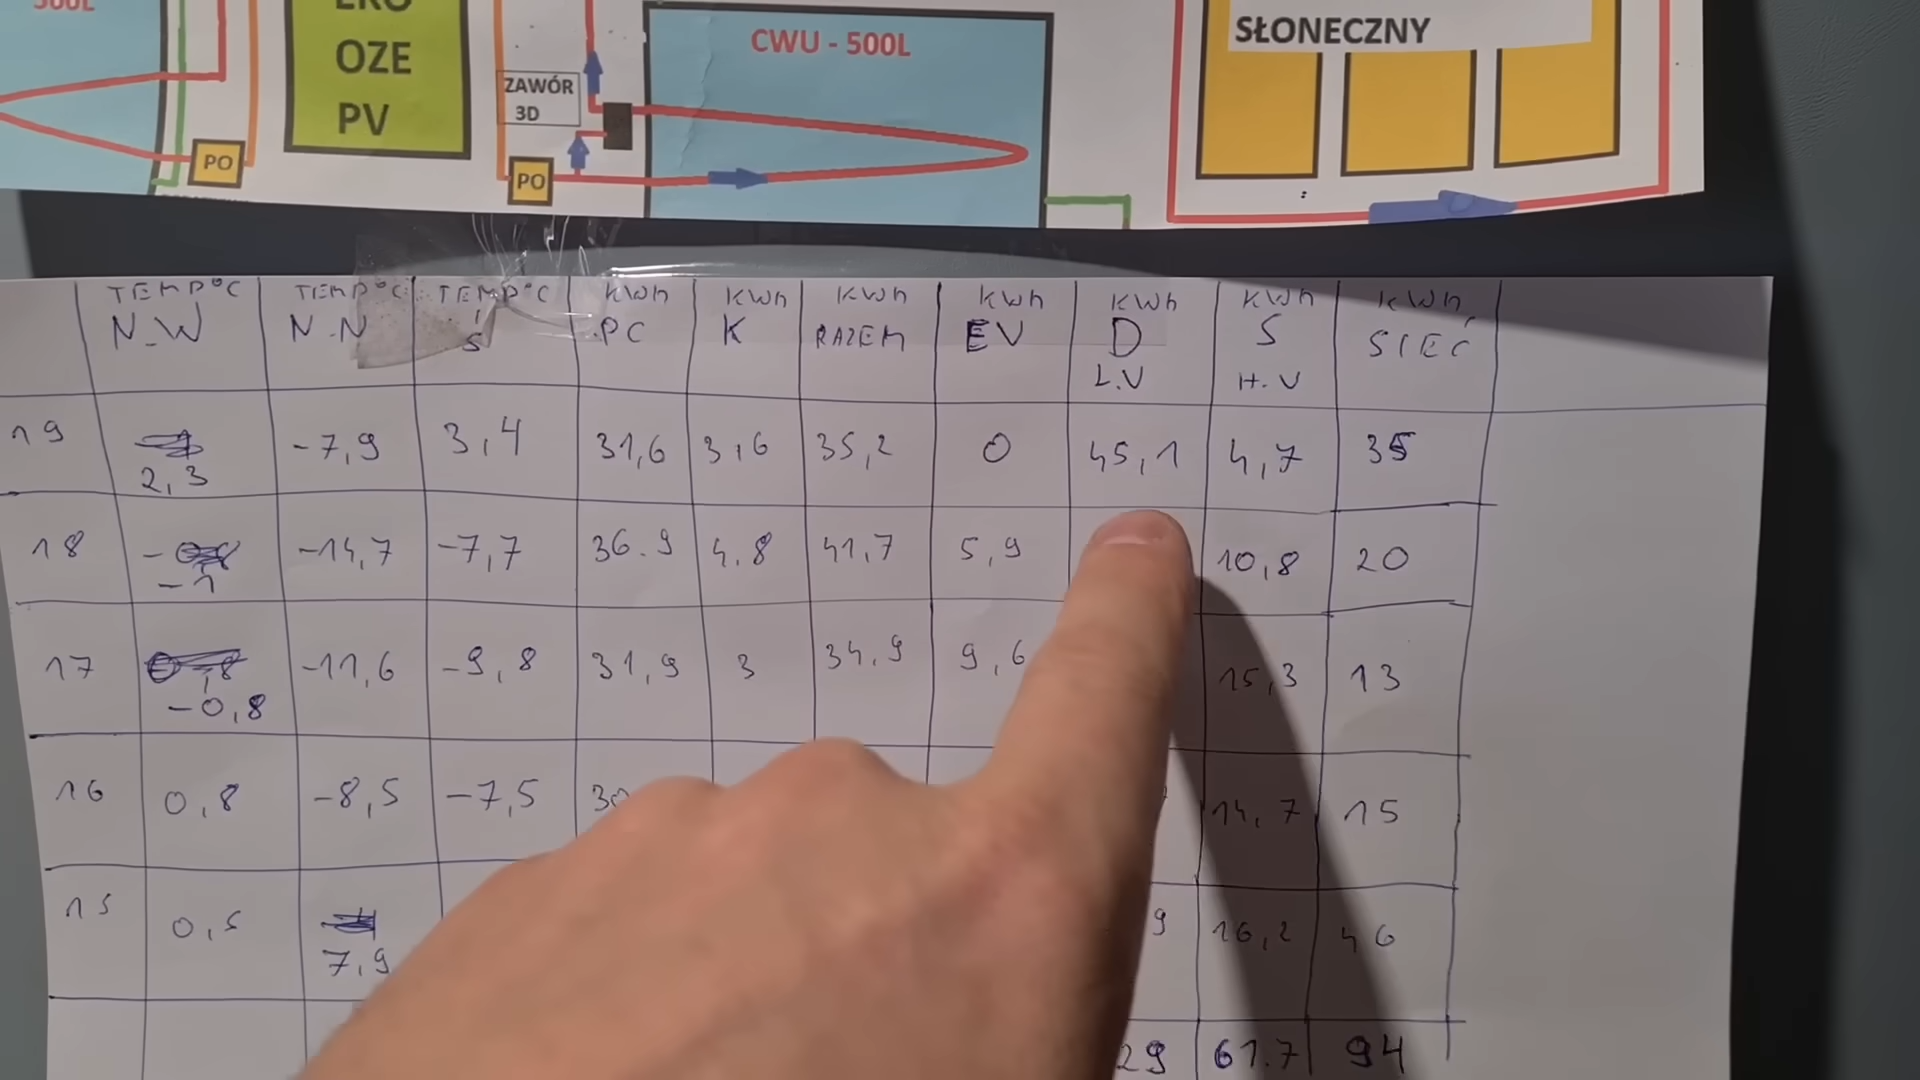 SŁONECZNY
CWU - 500L
OZE
PV
ZAWÓR
3D
PO
PO
TEMP°C TEMP°C TEMP°C KWh KWh KWh KWh KWh KWh KWh
N-W N-N Ś PC K RAZEM EV D S SIEĆ
L.V H.V
19 2,3 -7,9 3,4 31,6 3,6 35,2 0 45,1 4,7 35
18 -1 -14,7 -7,7 36.9 4.8 41,7 5,9 10,8 20
17 -0,8 -11,6 -9,8 31,9 3 34.9 9,6 15,3 13
16 0,8 -8,5 -7,5 30 14,7 15
15 0,5 7,9 9 16,2 46
29 61.7 94